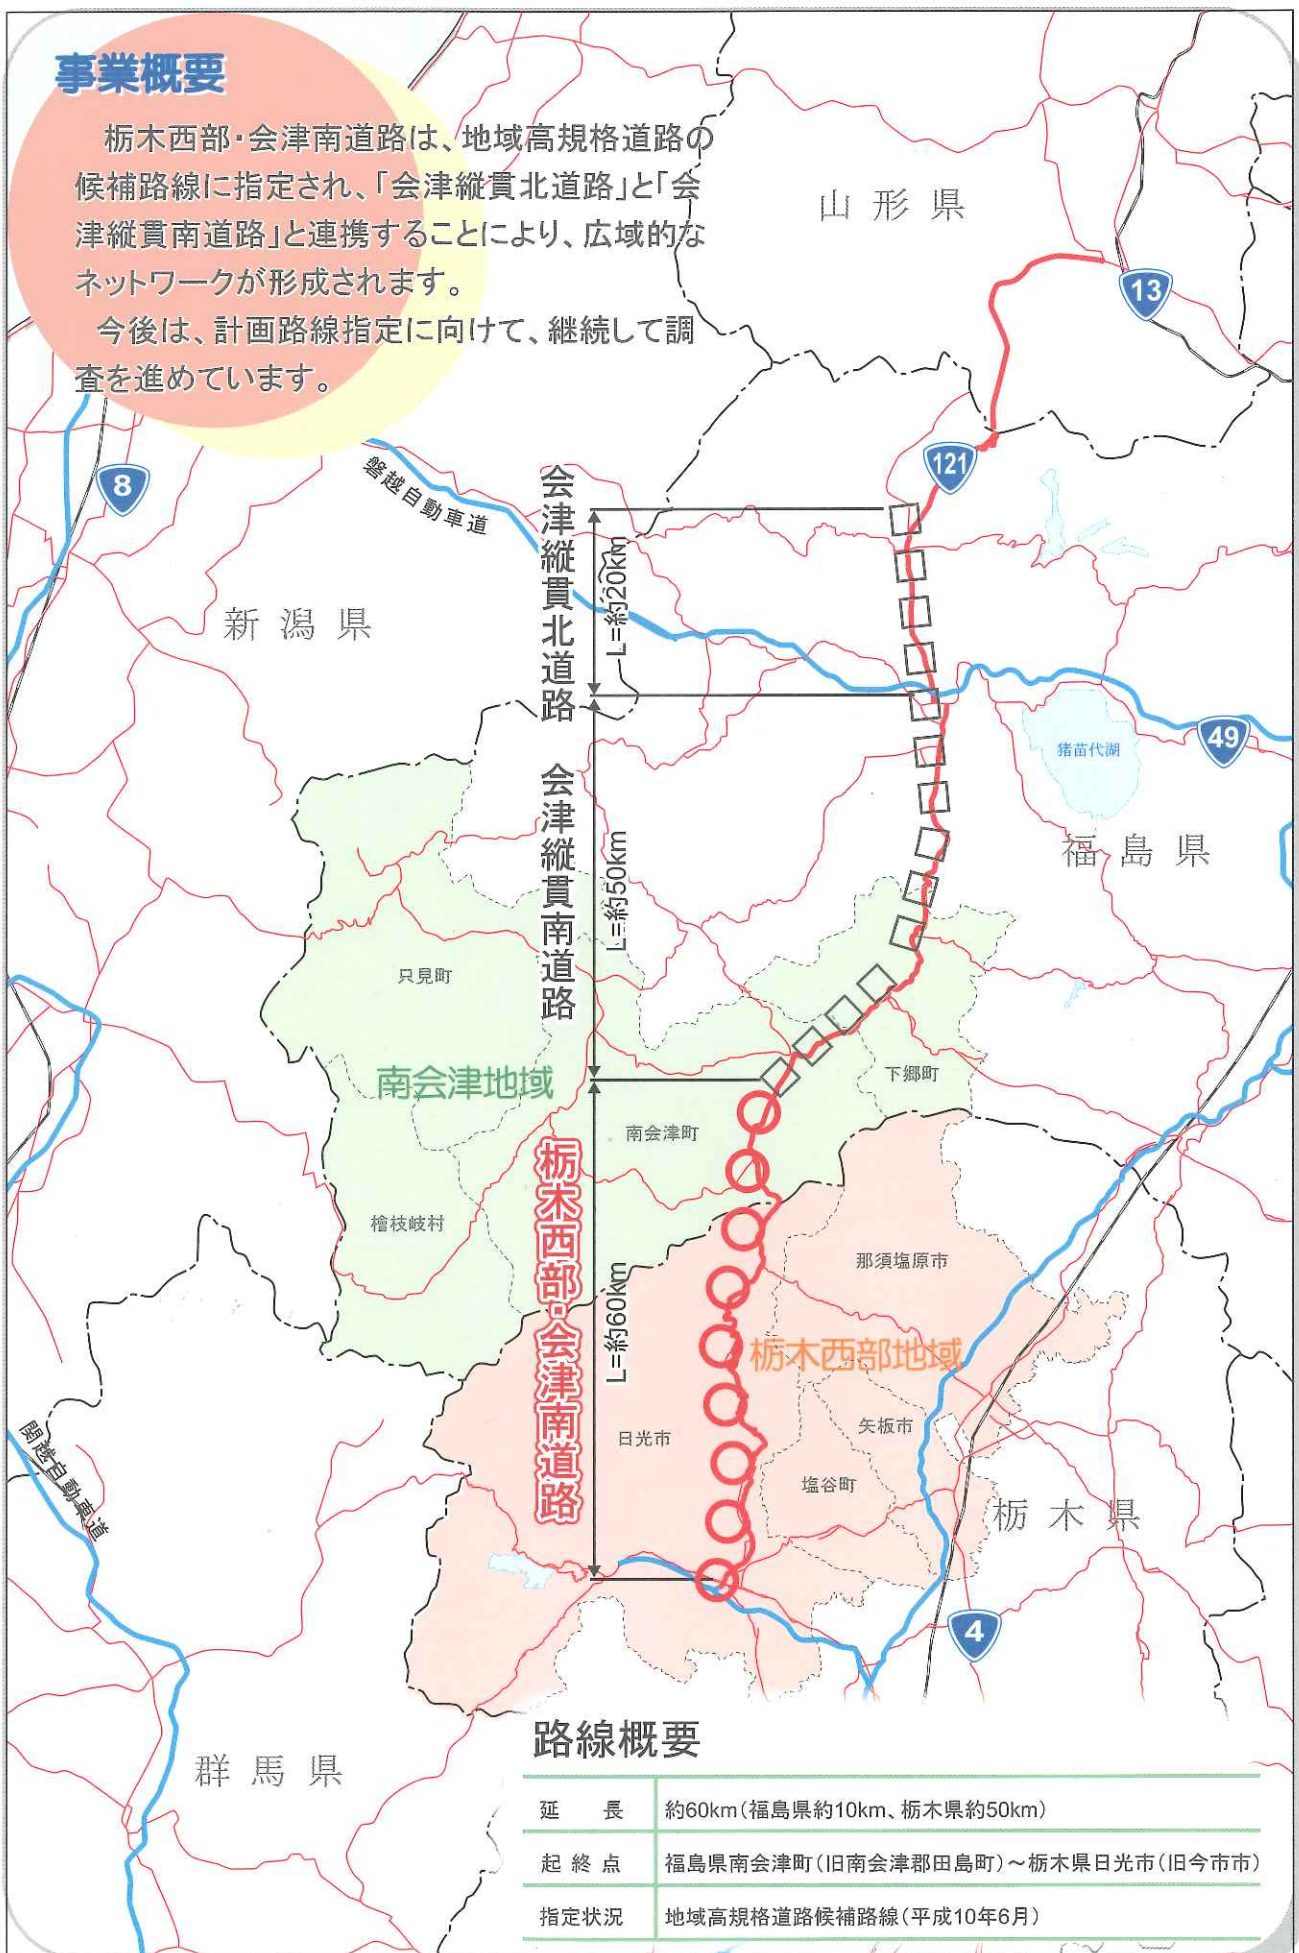 事業概要
栃木西部・会津南道路は、地域高規格道路の
候補路線に指定され、「会津縦貫北道路」と「会
津縦貫南道路」と連携することにより、広域的な
ネットワークが形成されます。
今後は、計画路線指定に向けて、継続して調
査を進めています。
山形県
13
121
8
磐越自動車道
会津縦貫北道路
L=約20km
新潟県
猪苗代湖
49
会津縦貫南道路
L=約50km
福島県
只見町
南会津地域
下郷町
南会津町
栃木西部・会津南道路
L=約60km
檜枝岐村
那須塩原市
栃木西部地域
日光市
矢板市
塩谷町
関越自動車道
栃木県
4
群馬県
路線概要
延長 約60km(福島県約10km、栃木県約50km)
起終点 福島県南会津町(旧南会津郡田島町)～栃木県日光市(旧今市市)
指定状況 地域高規格道路候補路線(平成10年6月)